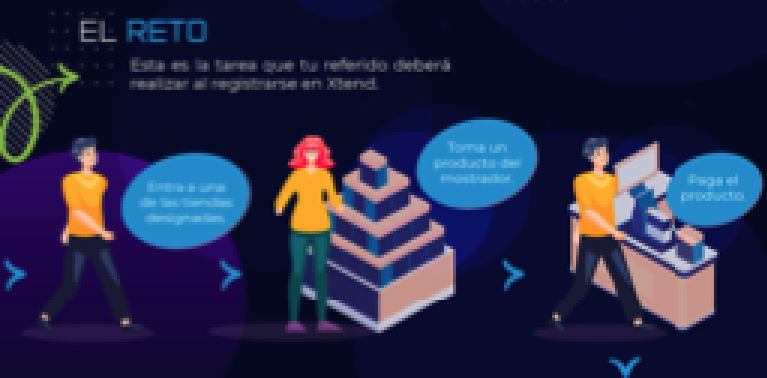 EL RETO
Esta es la tarea que tu referido deberá
realizar al registrarse en Xtend.
Entra a una
de las tiendas
designadas.
Toma un
producto del
mostrador.
Paga el
producto.